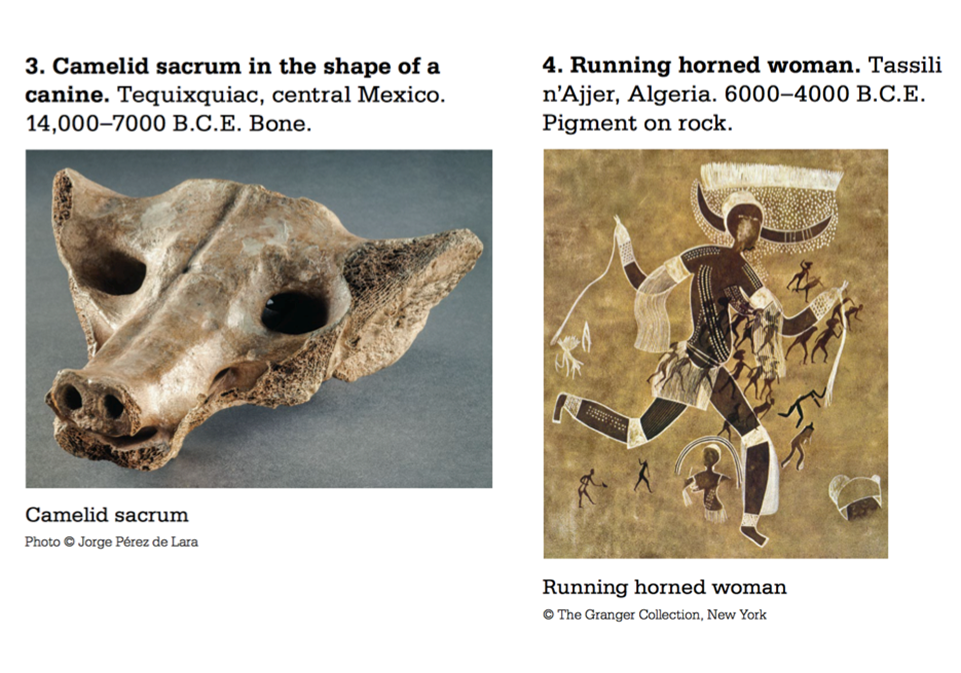 3. Camelid sacrum in the shape of a
canine. Tequixquiac, central Mexico.
14,000–7000 B.C.E. Bone.
Camelid sacrum
Photo © Jorge Pérez de Lara
4. Running horned woman. Tassili
n’Ajjer, Algeria. 6000–4000 B.C.E.
Pigment on rock.
Running horned woman
© The Granger Collection, New York